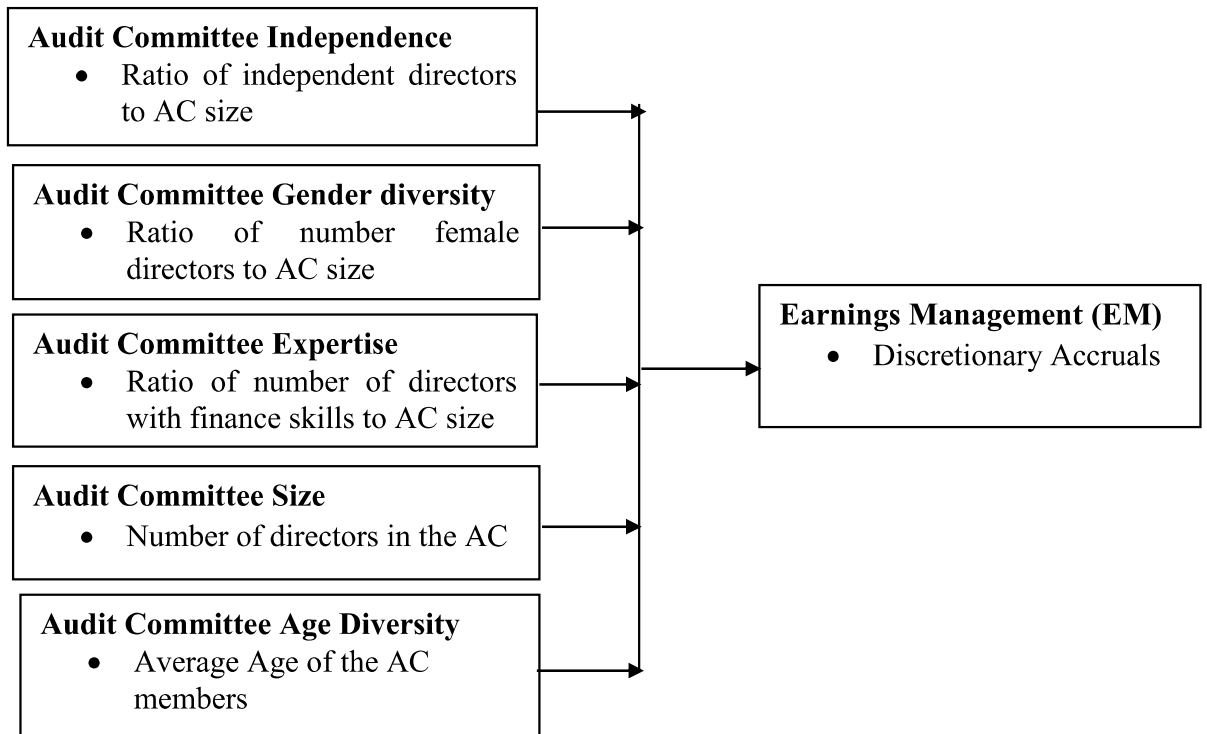 Audit Committee Independence
• Ratio of independent directors
to AC size
Audit Committee Gender diversity
• Ratio of number female
directors to AC size
Audit Committee Expertise
• Ratio of number of directors
with finance skills to AC size
Audit Committee Size
• Number of directors in the AC
Audit Committee Age Diversity
• Average Age of the AC
members
Earnings Management (EM)
• Discretionary Accruals